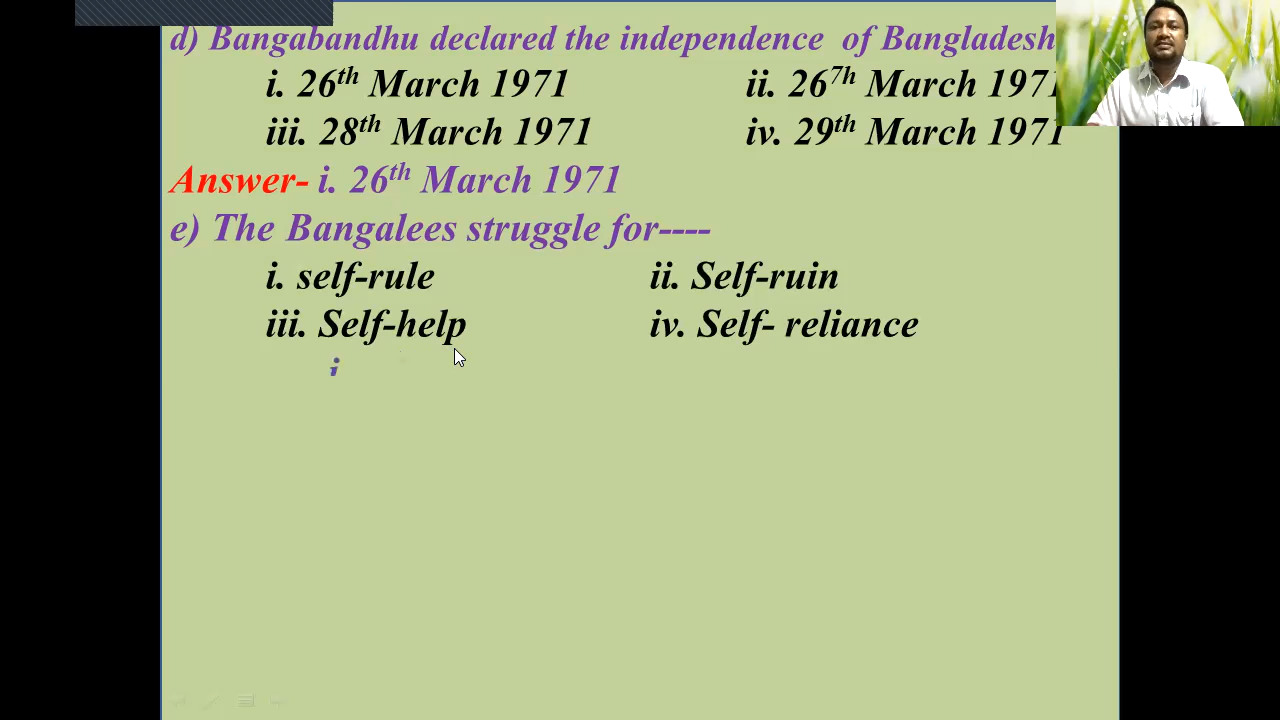 d) Bangabandhu declared the independence of Bangladesh
i. 26th March 1971 ii. 267h March 1971
iii. 28th March 1971 iv. 29th March 1971
Answer- i. 26th March 1971
e) The Bangalees struggle for----
i. self-rule ii. Self-ruin
iii. Self-help iv. Self- reliance
i